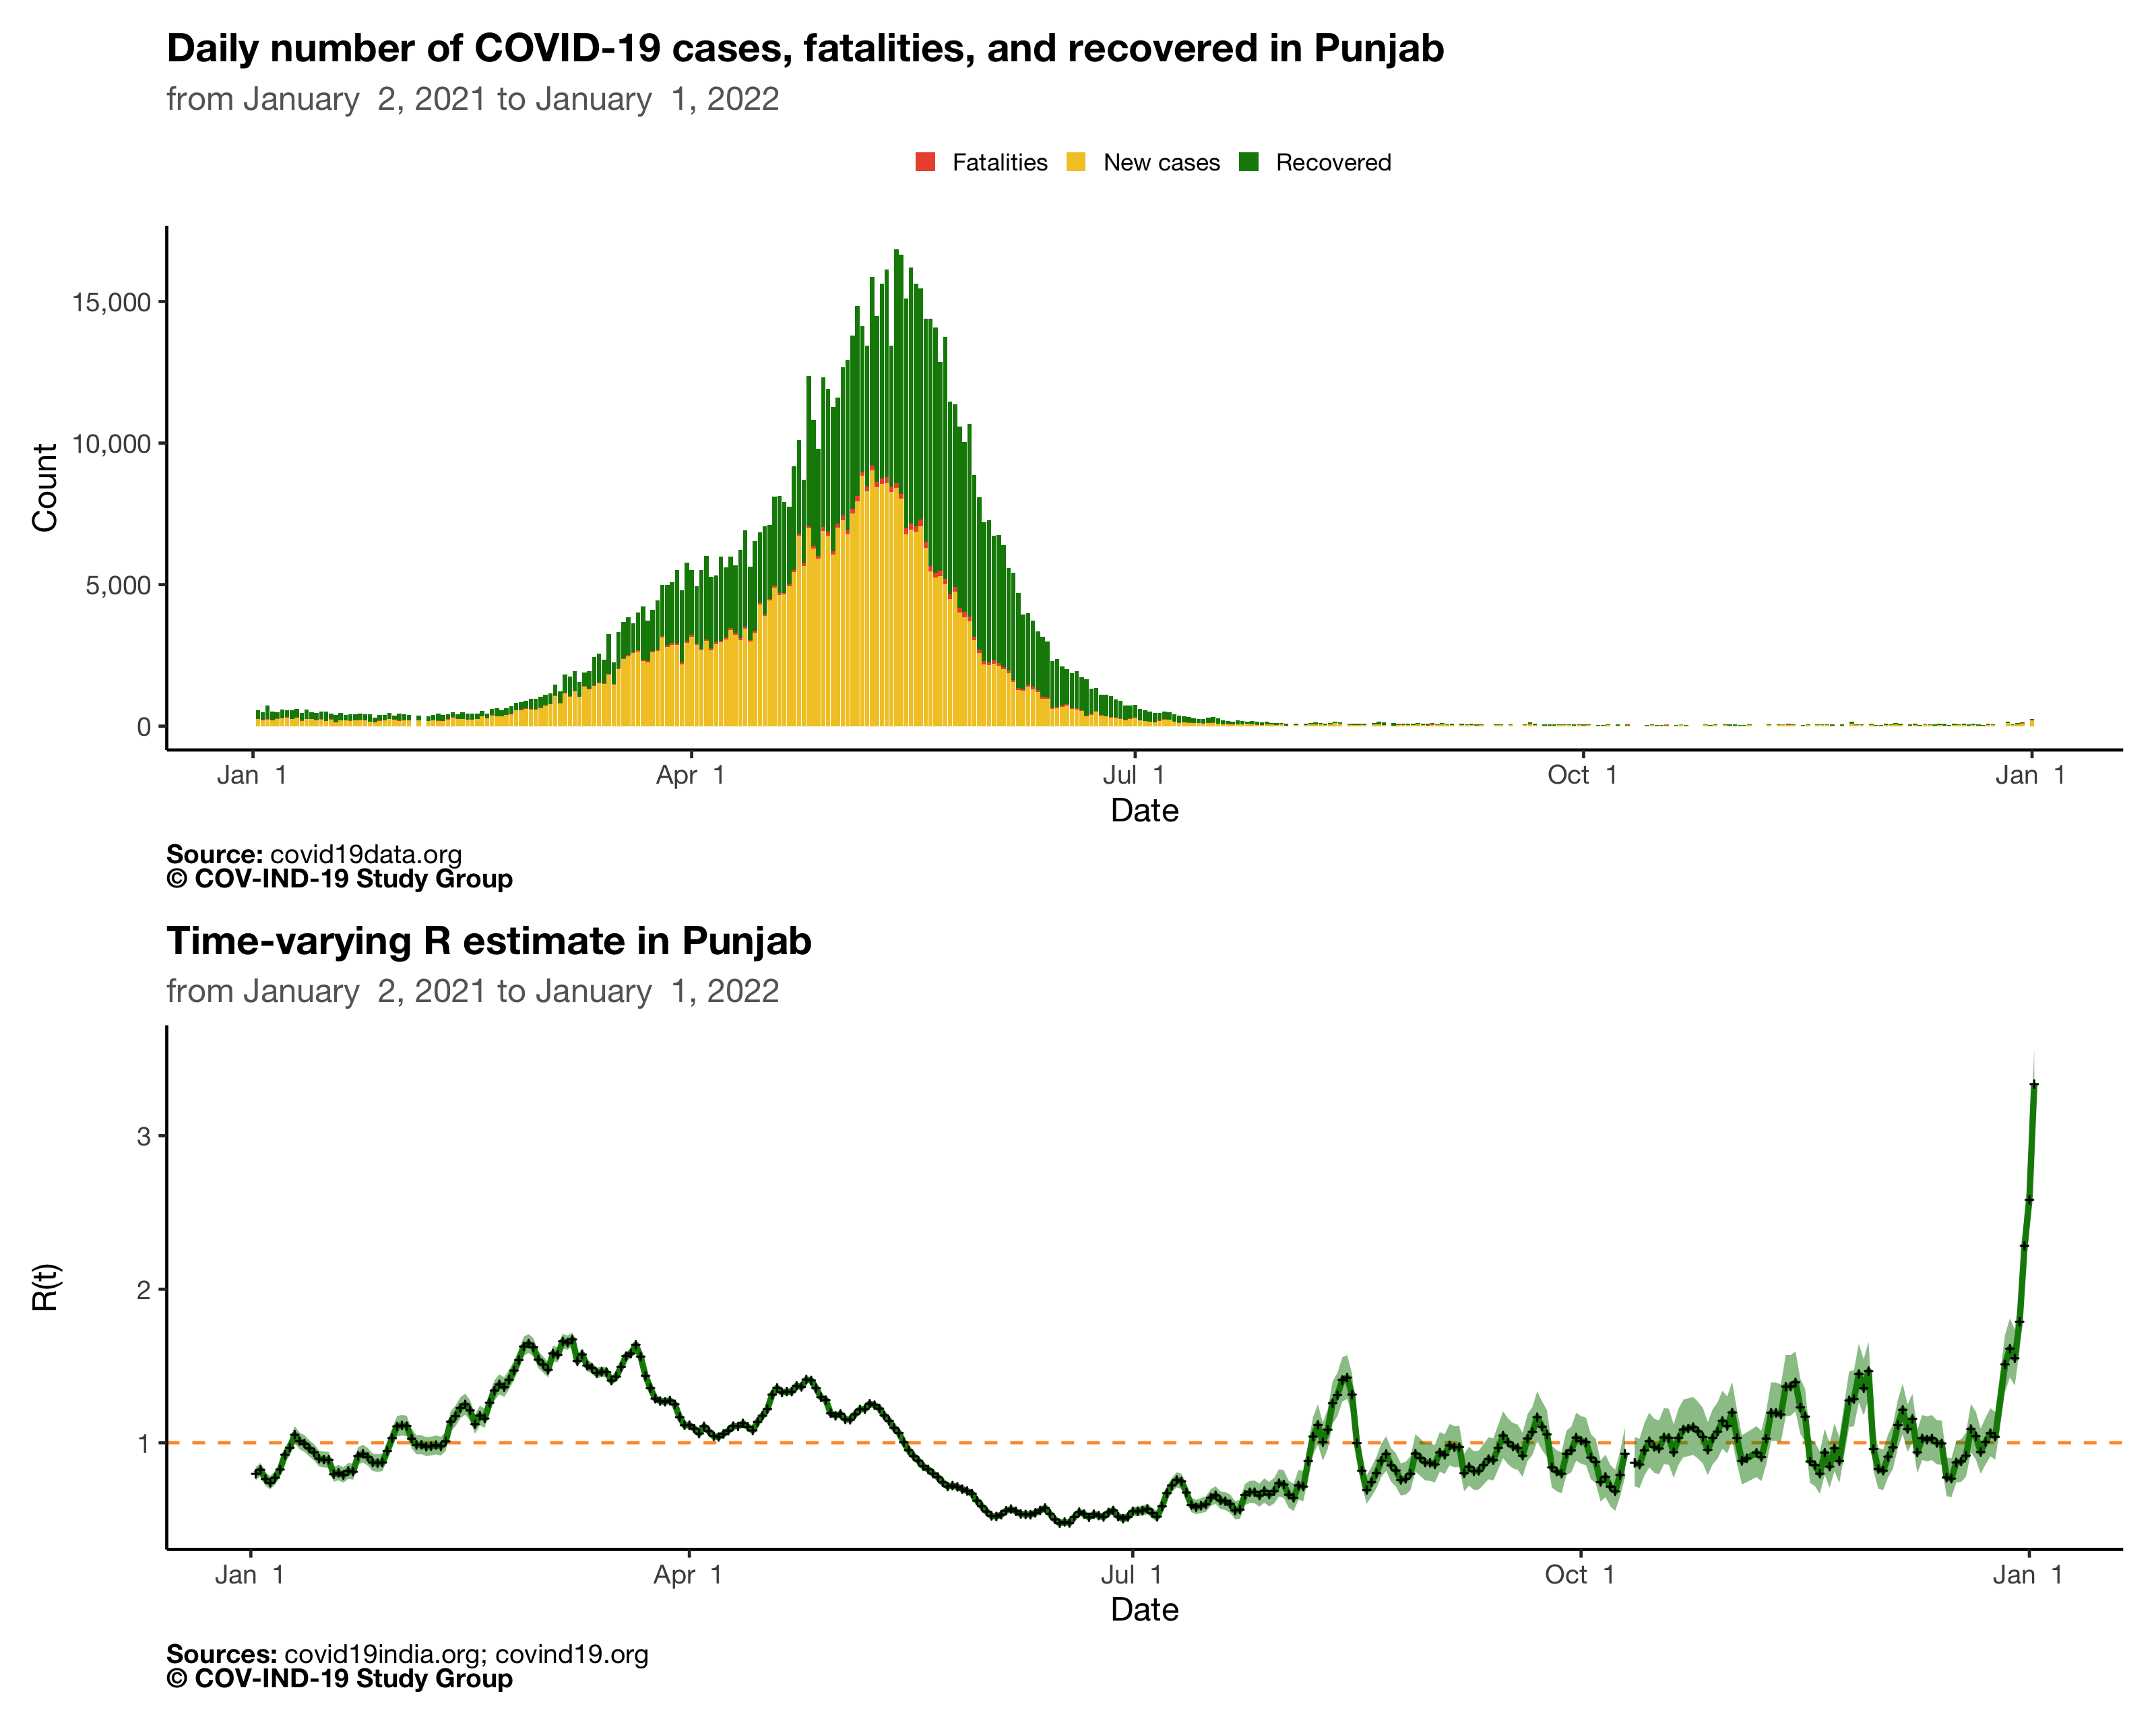 Daily number of COVID-19 cases, fatalities, and recovered in Punjab
from January  2, 2021 to January  1, 2022
Fatalities New cases Recovered
Count
15,000
10,000
5,000
0
Jan  1 Apr  1 Jul  1 Oct  1 Jan  1
Date
Source: covid19data.org
© COV-IND-19 Study Group
Time-varying R estimate in Punjab
from January  2, 2021 to January  1, 2022
R(t)
3
2
1
Jan  1 Apr  1 Jul  1 Oct  1 Jan  1
Date
Sources: covid19india.org; covind19.org
© COV-IND-19 Study Group